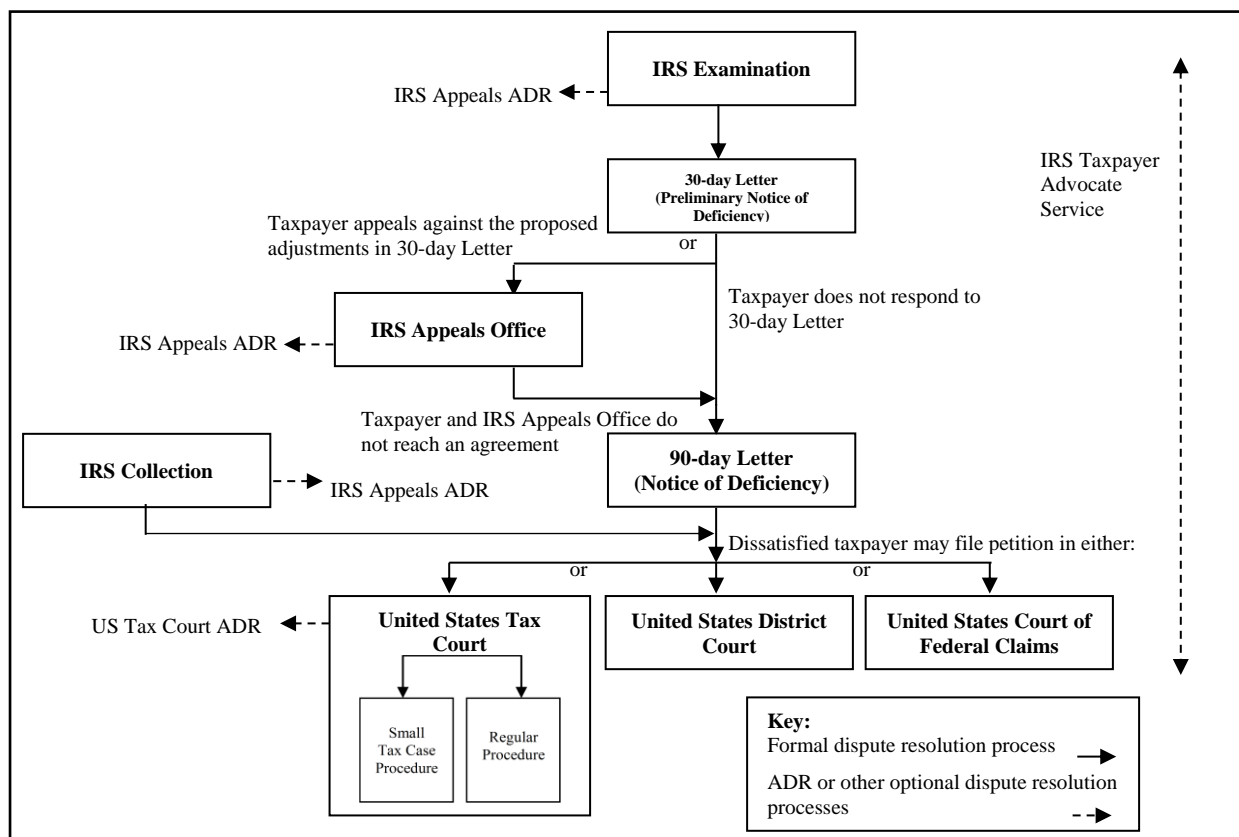 IRS Examination
IRS Appeals ADR
IRS Taxpayer
Advocate
Service
30-day Letter
(Preliminary Notice of
Deficiency)
Taxpayer appeals against the proposed
adjustments in 30-day Letter
or
Taxpayer does not respond to
30-day Letter
IRS Appeals Office
IRS Appeals ADR
Taxpayer and IRS Appeals Office do
not reach an agreement
90-day Letter
(Notice of Deficiency)
IRS Collection
IRS Appeals ADR
Dissatisfied taxpayer may file petition in either:
or
or
United States Tax
Court
United States District
Court
United States Court of
Federal Claims
US Tax Court ADR
Small
Tax Case
Procedure
Regular
Procedure
Key:
Formal dispute resolution process
ADR or other optional dispute resolution
processes